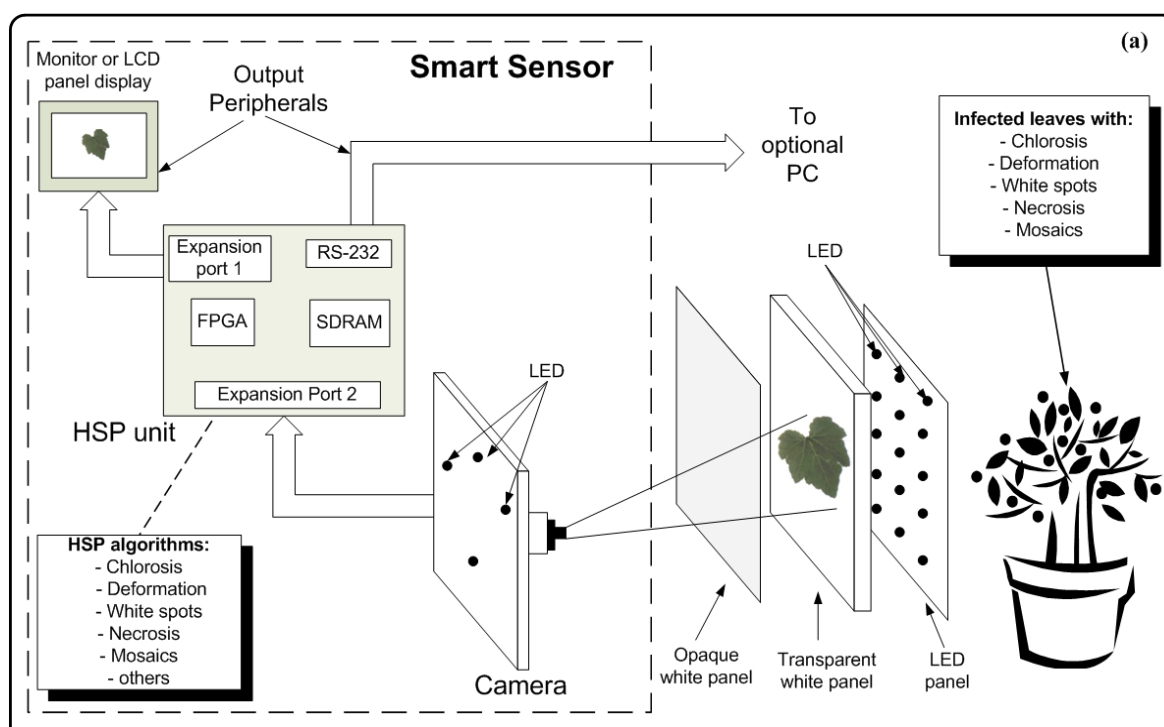 (a)
Monitor or LCD
panel display
Output
Peripherals
Smart Sensor
To
optional
PC
Infected leaves with:
- Chlorosis
- Deformation
- White spots
- Necrosis
- Mosaics
Expansion
port 1
RS-232
FPGA
SDRAM
Expansion Port 2
HSP unit
LED
LED
HSP algorithms:
- Chlorosis
- Deformation
- White spots
- Necrosis
- Mosaics
- others
Camera
Opaque
white panel
Transparent
white panel
LED
panel